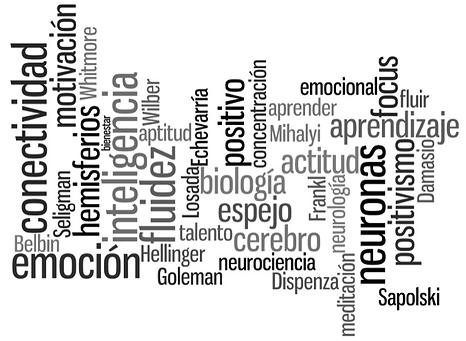 conectividad
motivación
Whitmore
Seligman
hemisferios
bienestar
inteligencia
Wilber
aptitud
fluidez
Losada
Echevarría
positivo
concentración
emocional
focus
fluir
aprender
Mihalyi
aprendizaje
actitud
biología
Frankl
neurología
neuronas
positivismo
Damasio
espejo
Belbin
emoción
talento
cerebro
Hellinger
Goleman
neurociencia
Dispenza
meditación
Sapolski